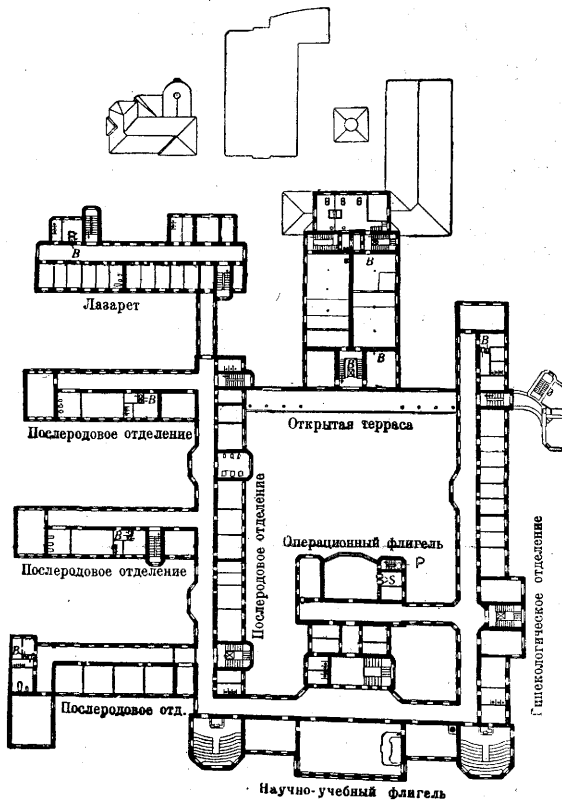 B
B
Лазарет
B
B
B
B
Открытая терраса
B
Послеродовое отделение
B
Послеродовое отделение
Послеродовое отделение
Операционный флигель
P
S
Гинекологическое отделение
B
Послеродовое отд.
Научно-учебный флигель